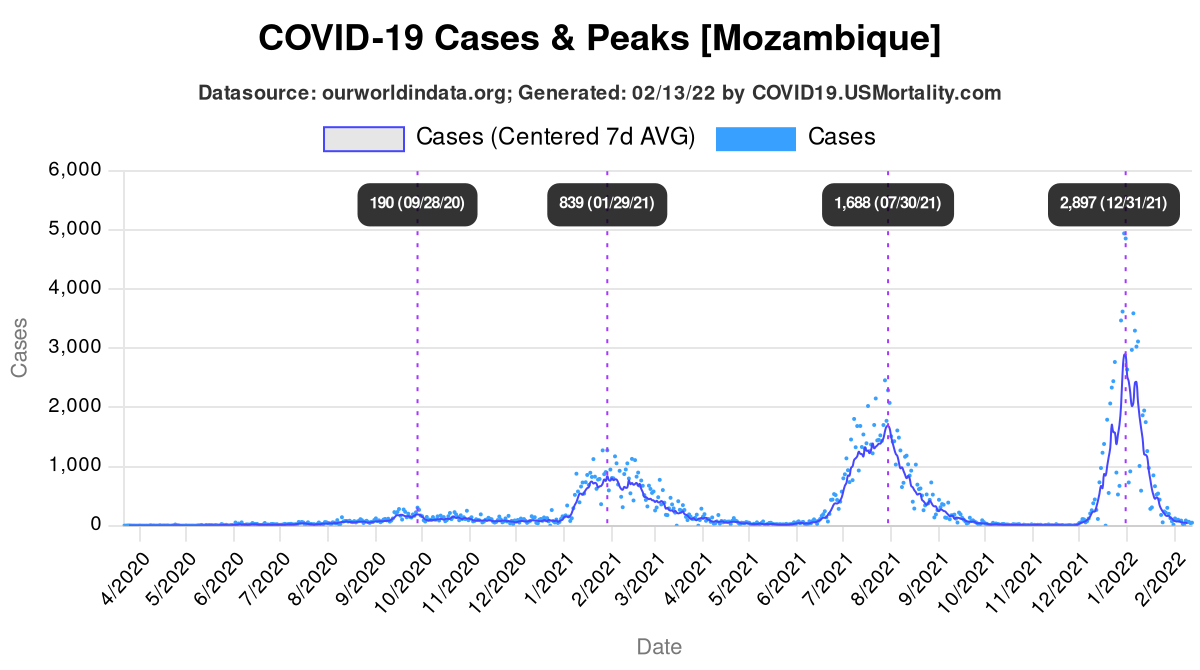 COVID-19 Cases & Peaks [Mozambique]
Datasource: ourworldindata.org; Generated: 02/13/22 by COVID19.USMortality.com
Cases (Centered 7d AVG) Cases
6,000
190 (09/28/20) 839 (01/29/21) 1,688 (07/30/21) 2,897 (12/31/21)
5,000
4,000
3,000
2,000
1,000
0
Cases
4/2020 5/2020 6/2020 7/2020 8/2020 9/2020 10/2020 11/2020 12/2020 1/2021 2/2021 3/2021 4/2021 5/2021 6/2021 7/2021 8/2021 9/2021 10/2021 11/2021 12/2021 1/2022 2/2022
Date